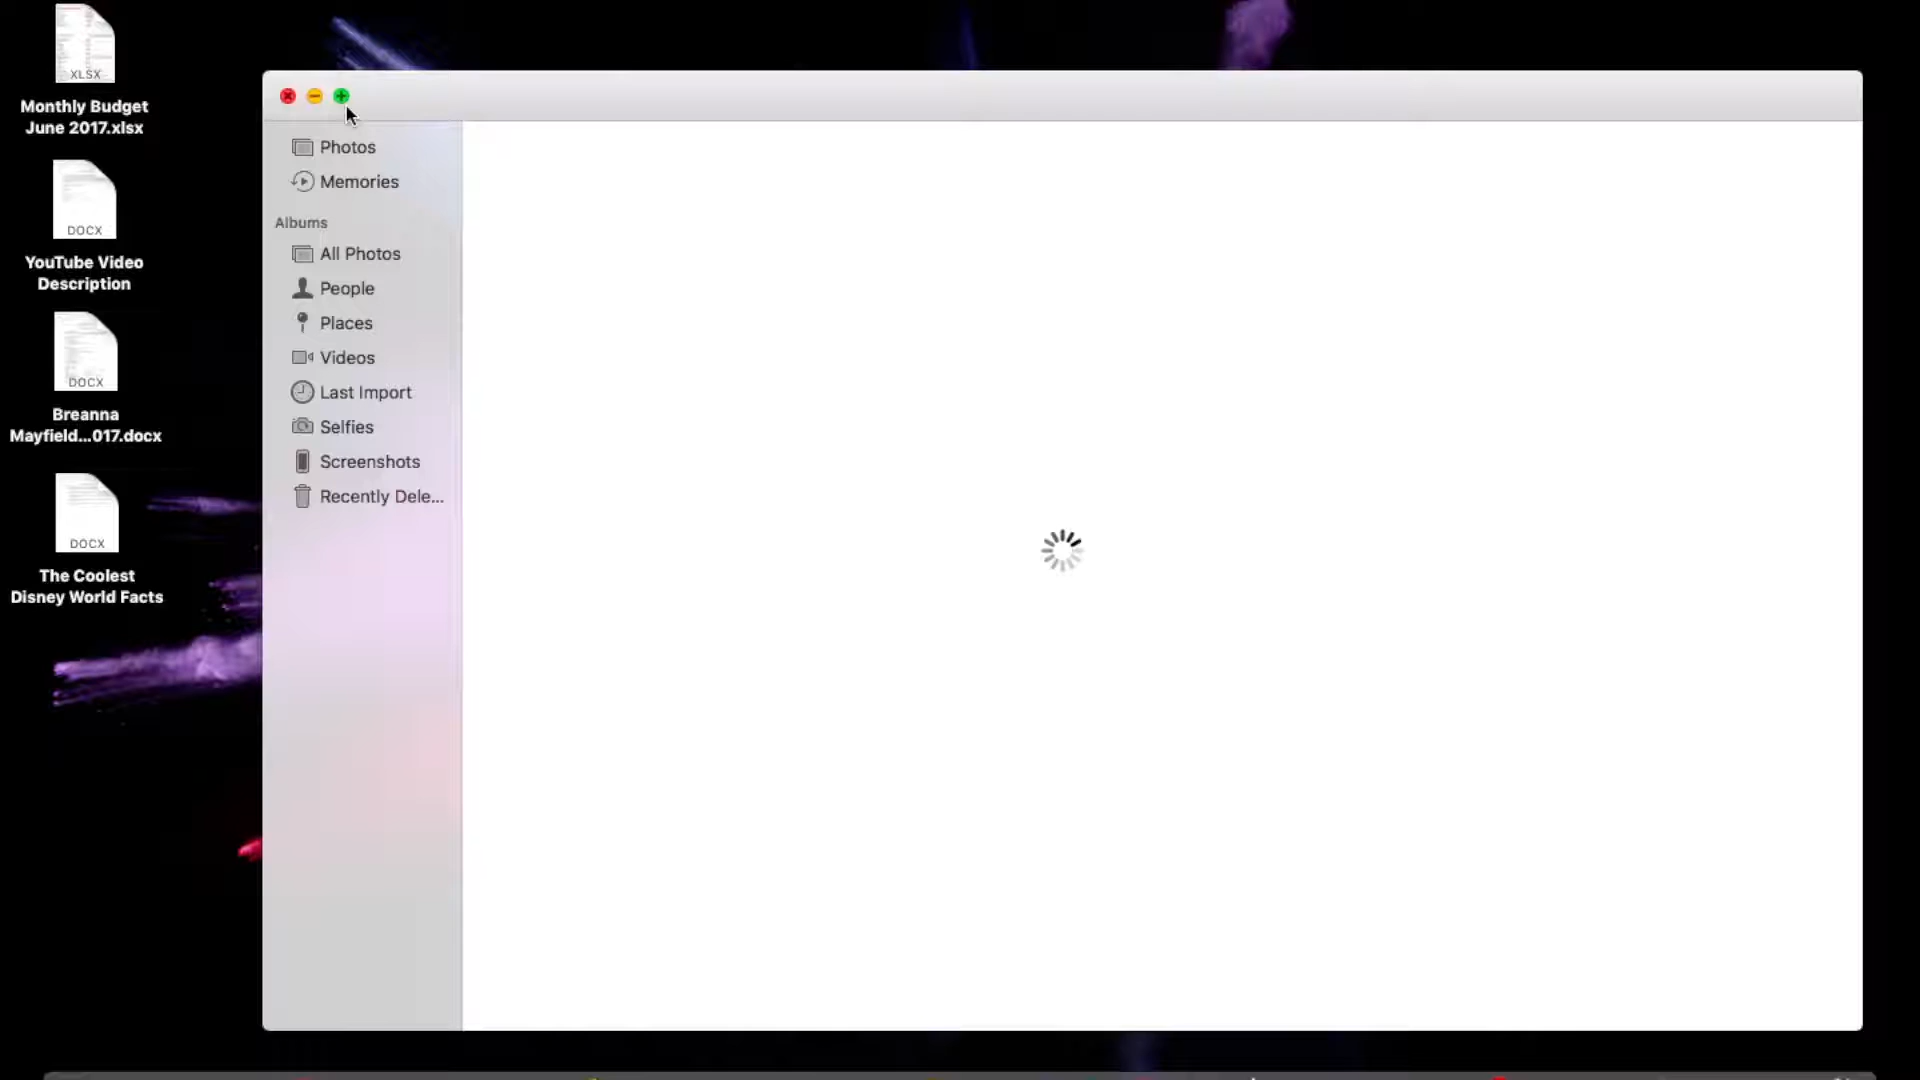 XLSX
Monthly Budget
June 2017.xlsx
DOCX
YouTube Video
Description
DOCX
Breanna
Mayfield...017.docx
DOCX
The Coolest
Disney World Facts
Photos
Memories
Albums
All Photos
People
Places
Videos
Last Import
Selfies
Screenshots
Recently Dele...